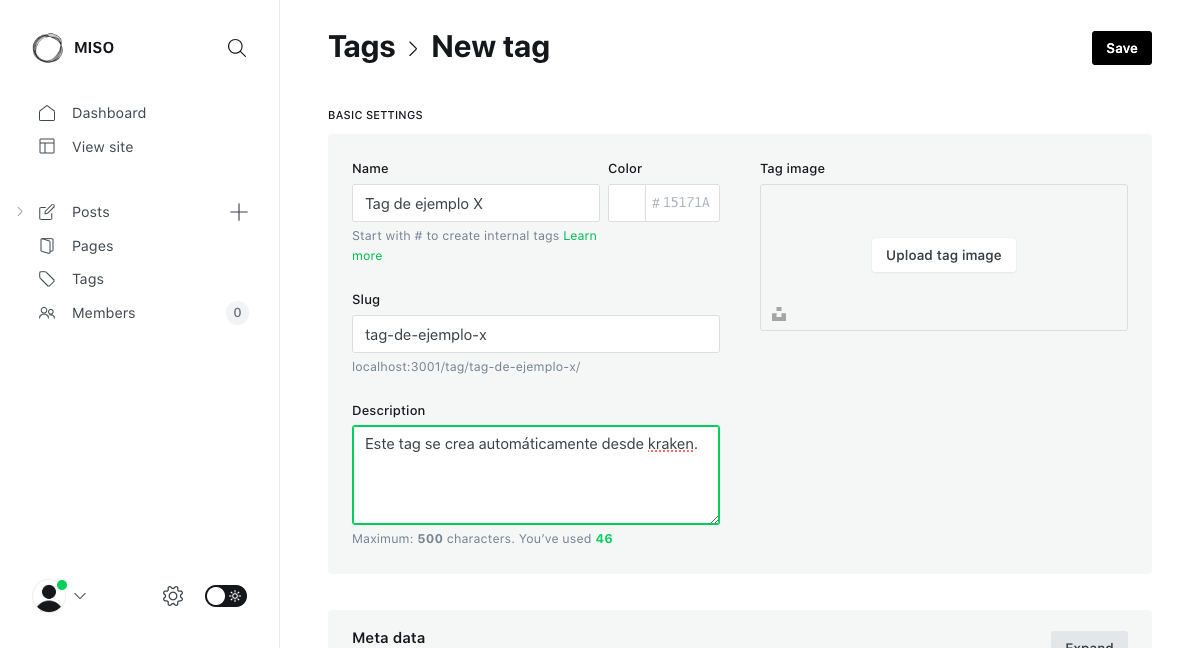 MISO
Dashboard
View site
Posts
Pages
Tags
Members
0
Tags > New tag
Save
BASIC SETTINGS
Name
Tag de ejemplo X
Start with # to create internal tags Learn
more
Color
# 15171A
Slug
tag-de-ejemplo-x
localhost:3001/tag/tag-de-ejemplo-x/
Description
Este tag se crea automáticamente desde kraken.
Maximum: 500 characters. You’ve used 46
Tag image
Upload tag image
Meta data
Expand